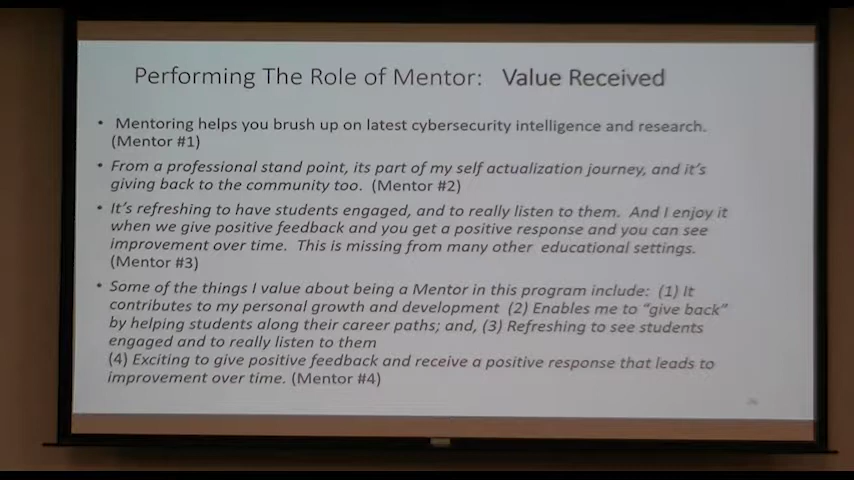 Performing The Role of Mentor: Value Received
• Mentoring helps you brush up on latest cybersecurity intelligence and research.
(Mentor #1)
• From a professional stand point, its part of my self actualization journey, and it's
giving back to the community too. (Mentor #2)
• It's refreshing to have students engaged, and to really listen to them. And I enjoy it
when we give positive feedback and you get a positive response and you can see
improvement over time. This is missing from many other educational settings.
(Mentor #3)
• Some of the things I value about being a Mentor in this program include: (1) It
contributes to my personal growth and development (2) Enables me to "give back"
by helping students along their career paths; and, (3) Refreshing to see students
engaged and to really listen to them
(4) Exciting to give positive feedback and receive a positive response that leads to
improvement over time. (Mentor #4)